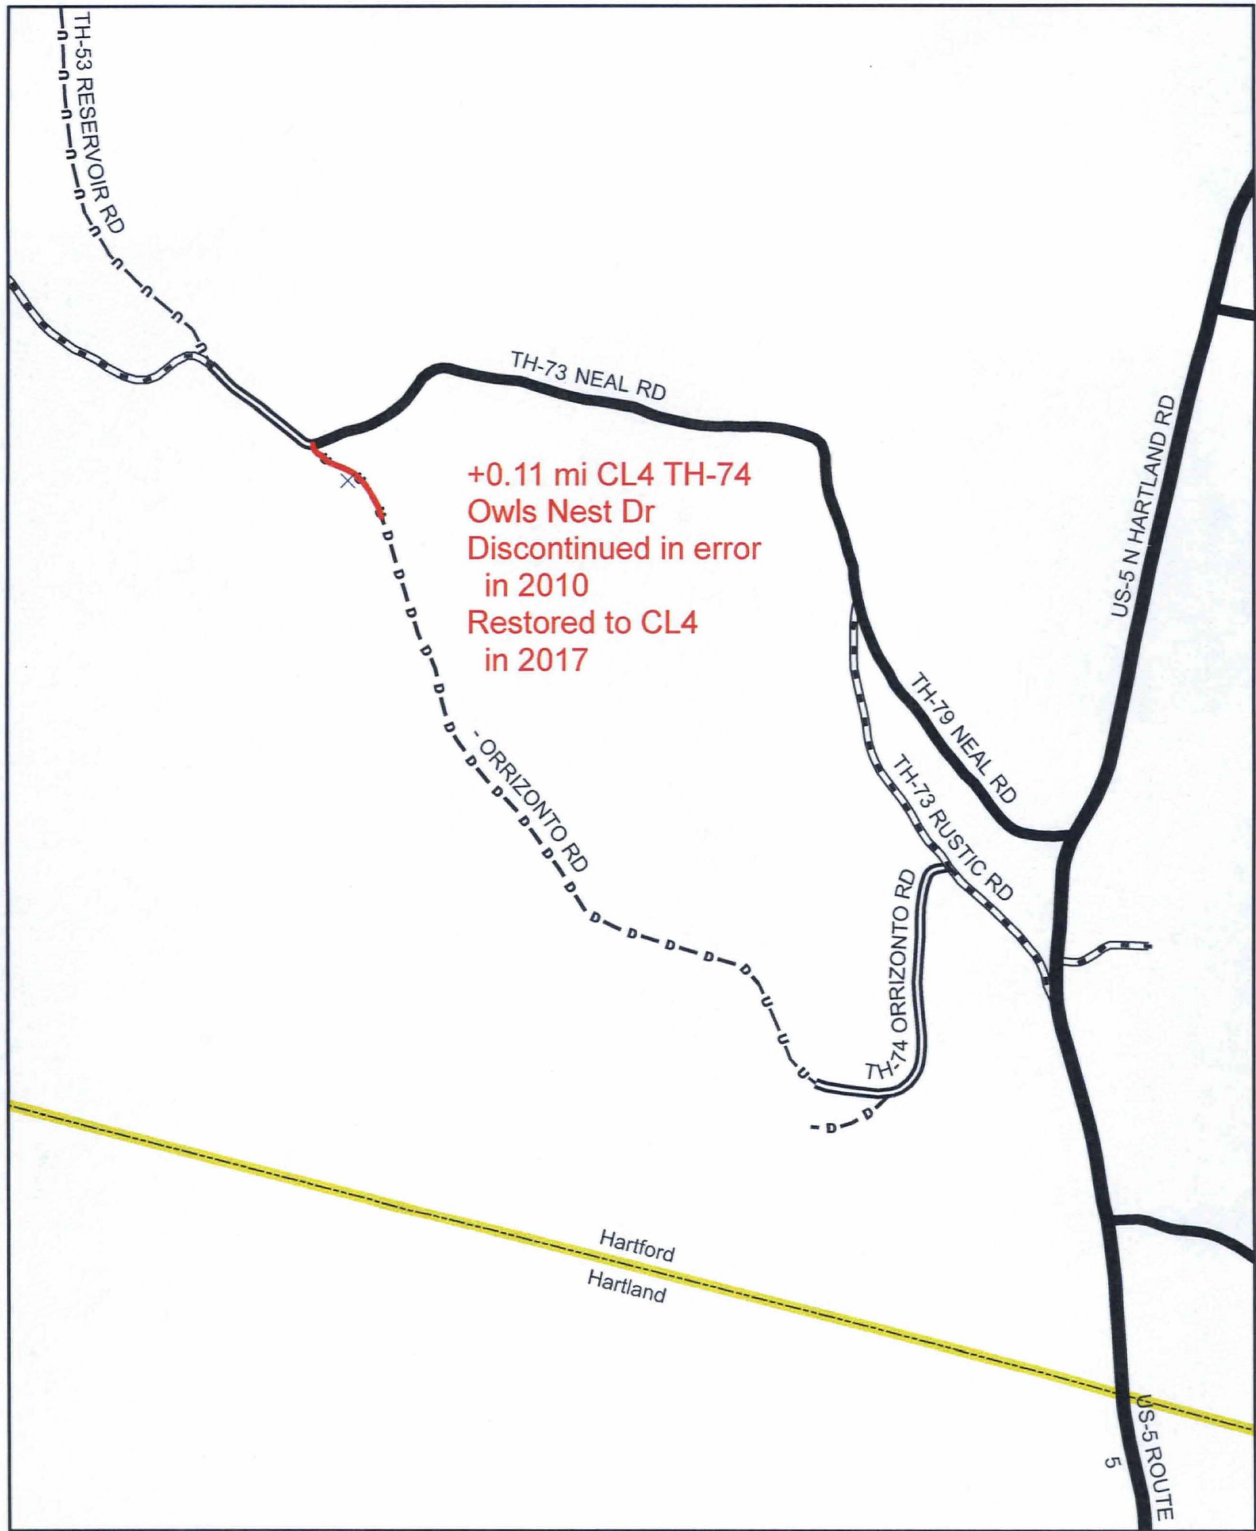 TH-53 RESERVOIR RD
TH-73 NEAL RD
US-5 N HARTLAND RD
+0.11 mi CL4 TH-74
Owls Nest Dr
Discontinued in error
in 2010
Restored to CL4
in 2017
TH-79 NEAL RD
- ORRIZONTO RD
TH-73 RUSTIC RD
TH-74 ORRIZONTO RD
Hartford
Hartland
US-5 ROUTE
5